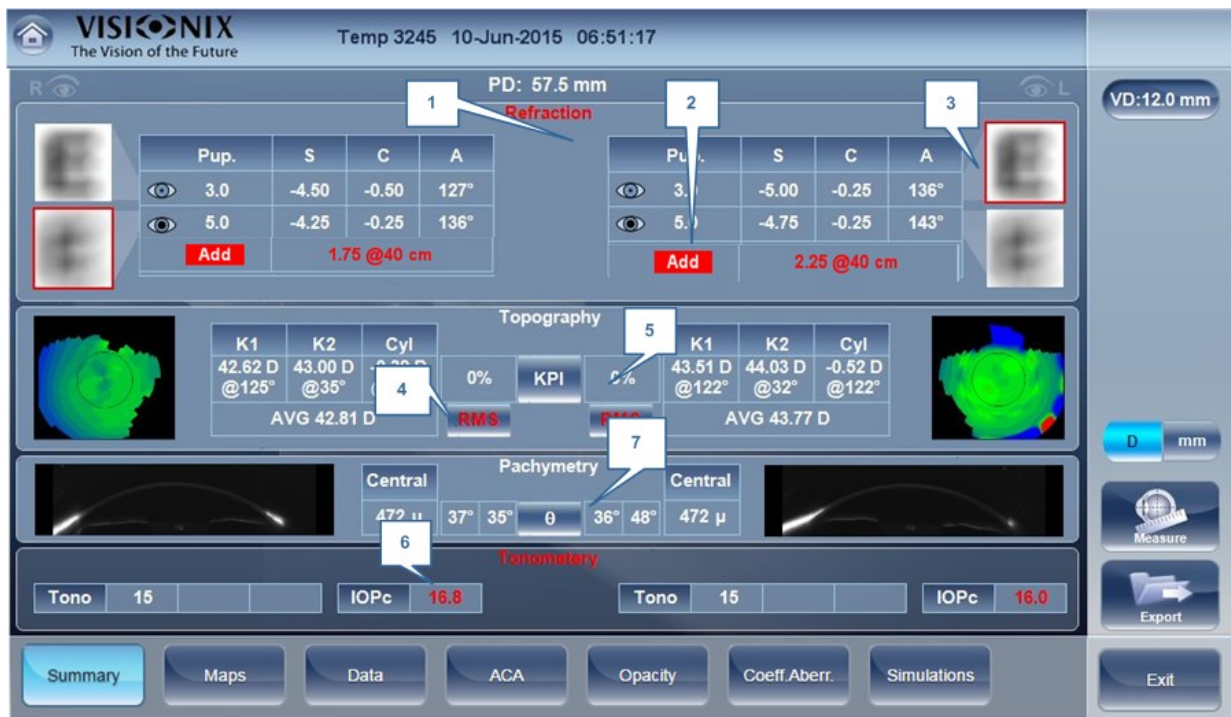 VISIONIX
The Vision of the Future
Temp 3245 10-Jun-2015 06:51:17
R
PD: 57.5 mm
L
VD:12.0 mm
1
2
3
Refraction
Pup. S C A
3.0 -4.50 -0.50 127°
5.0 -4.25 -0.25 136°
Add 1.75 @40 cm
S C A
-5.00 -0.25 136°
-4.75 -0.25 143°
Add 2.25 @40 cm
Topography
K1 K2 Cyl
42.62 D 43.00 D
@125° @35°
AVG 42.81 D
4
5
0% KPI
RMS
K1 K2 Cyl
43.51 D 44.03 D -0.52 D
@122° @32° @122°
AVG 43.77 D
D mm
7
Pachymetry
Central
472 µ
37° 35° θ 36° 48°
Central
472 µ
Measure
6
Tonometery
Tono 15 IOPc 16.8
Tono 15 IOPc 16.0
Export
Summary Maps Data ACA Opacity Coeff.Aberr. Simulations Exit